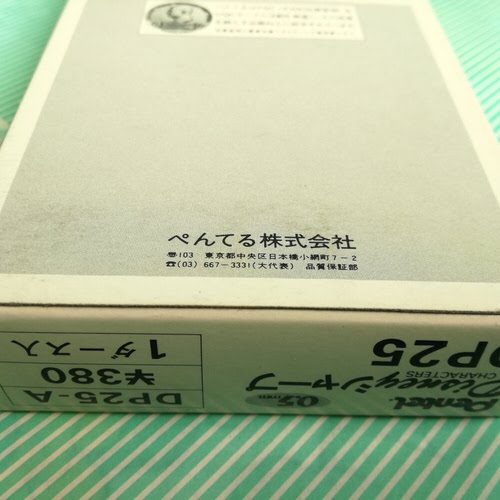 ぺんてる株式会社
〠103 東京都中央区日本橋小網町7-2
☎(03) 667-3331(大代表) 品質保証部
Pentel
Disneyシャープ
CHARACTERS
0.5mm
DP25
DP25-A
¥380
1ダース入